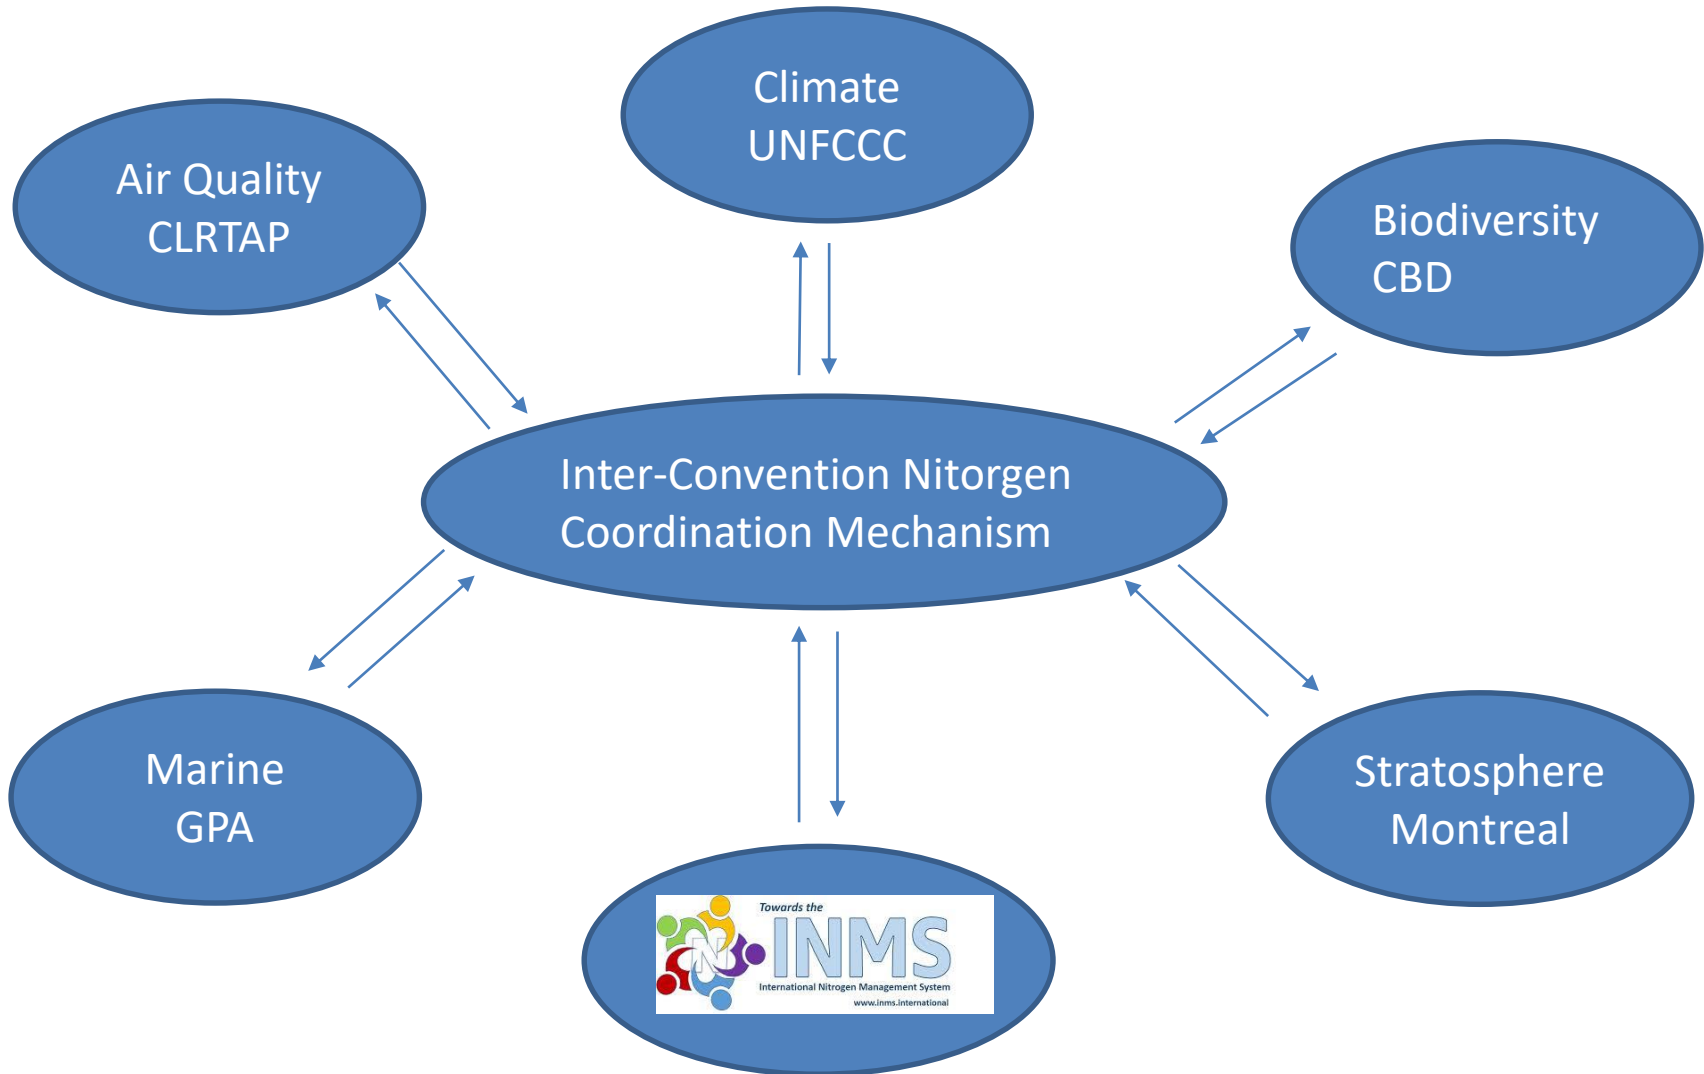 Climate
UNFCCC
Air Quality
CLRTAP
Biodiversity
CBD
Inter-Convention Nitorgen
Coordination Mechanism
Marine
GPA
Stratosphere
Montreal
Towards the
N
INMS
International Nitrogen Management System
www.inms.international